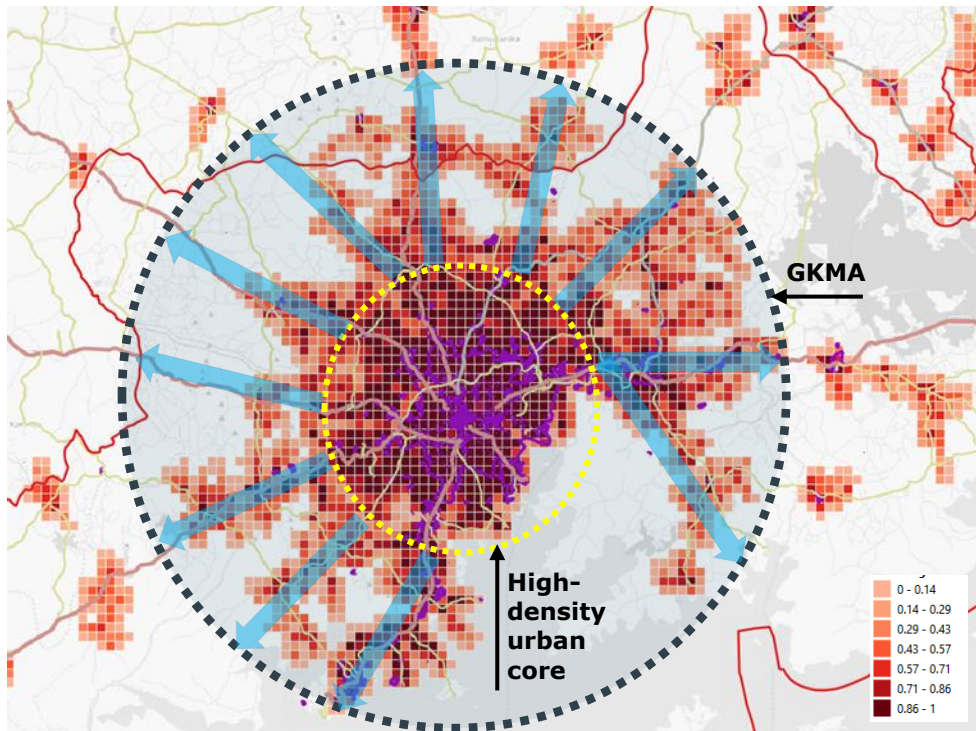 GKMA
High-
density
urban
core
0 - 0.14
0.14 - 0.29
0.29 - 0.43
0.43 - 0.57
0.57 - 0.71
0.71 - 0.86
0.86 - 1